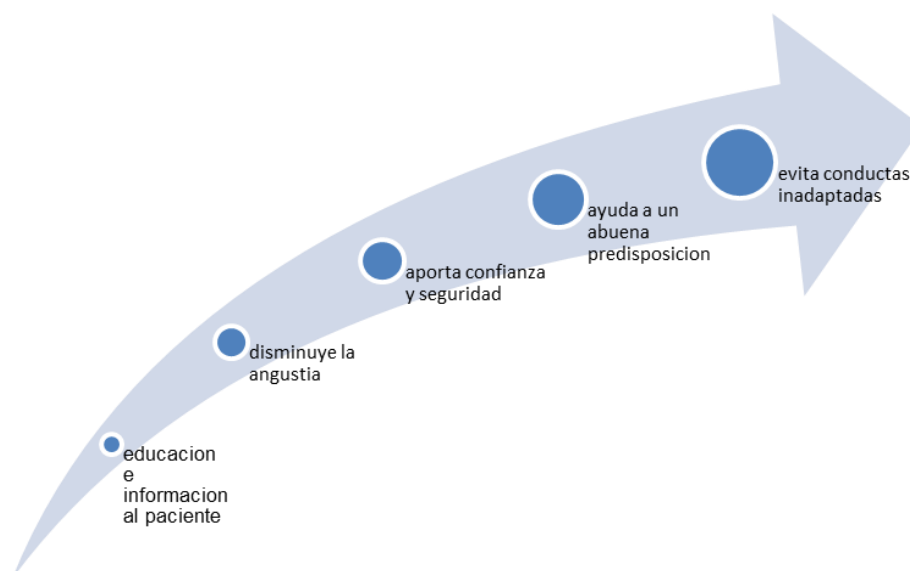 educacion
e
informacion
al paciente
disminuye la
angustia
aporta confianza
y seguridad
ayuda a un
abuena
predisposicion
evita conductas
inadaptadas